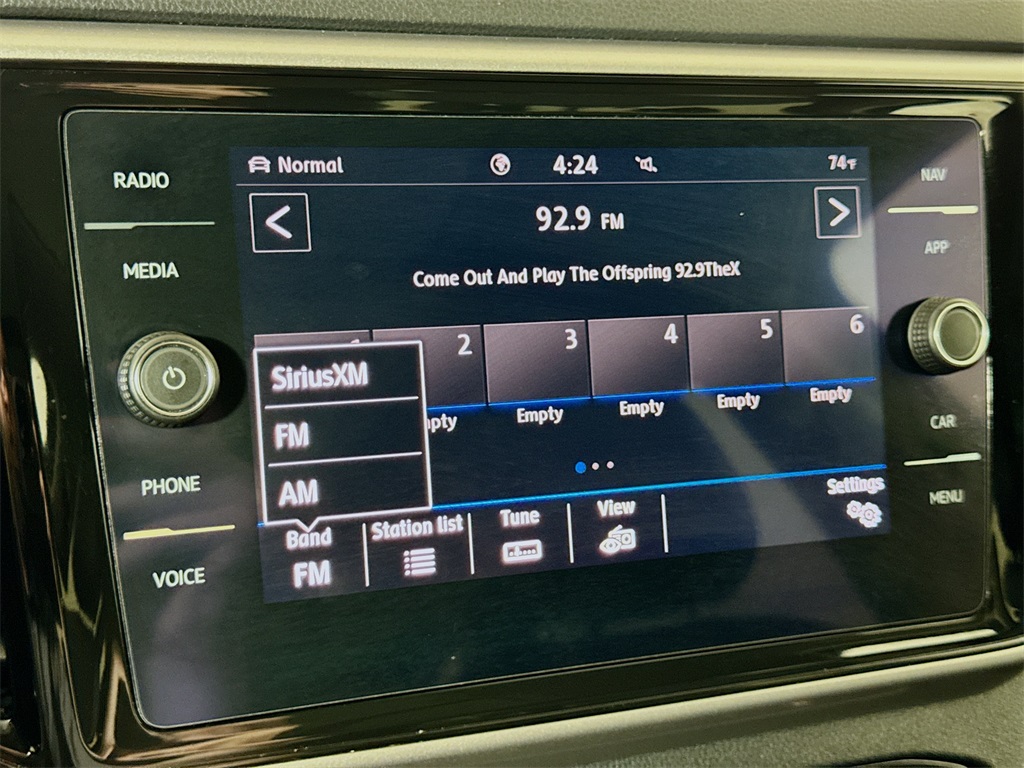 RADIO
MEDIA
PHONE
VOICE
Normal
4:24
74°F
92.9 FM
Come Out And Play The Offspring 92.9TheX
2
3
4
5
6
Empty
Empty
Empty
Empty
SiriusXM
FM
AM
Band
FM
Station list
Tune
View
Settings
NAV
APP
CAR
MENU